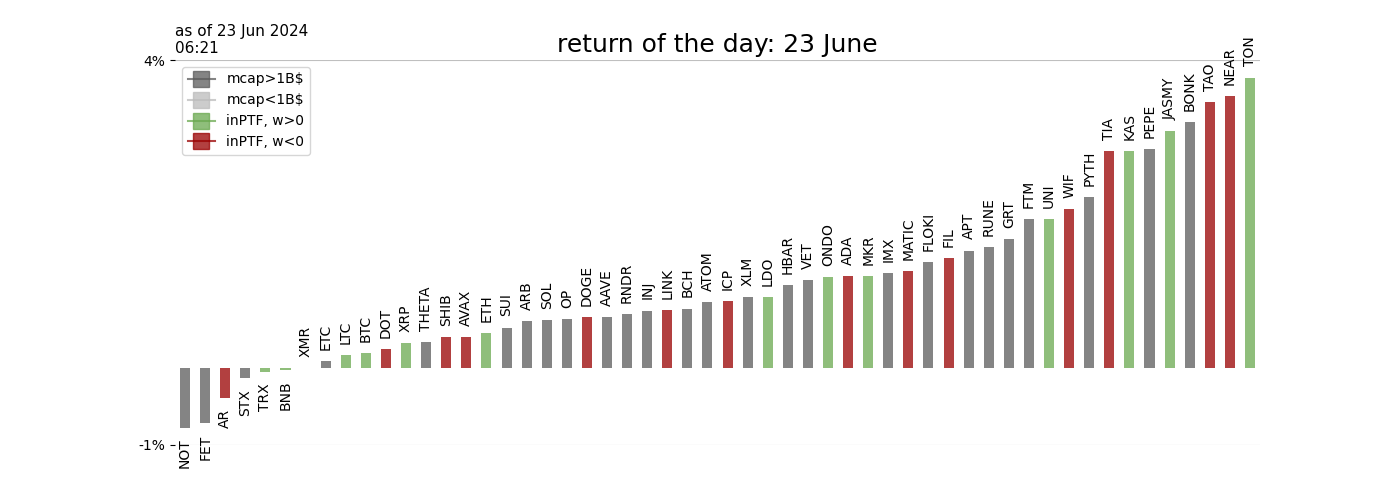 as of 23 Jun 2024
06:21
return of the day: 23 June
4%
mcap>1B$
mcap<1B$
inPTF, w>0
inPTF, w<0
-1%
NOT
FET
AR
STX
TRX
BNB
XMR
ETC
LTC
BTC
DOT
XRP
THETA
SHIB
AVAX
ETH
SUI
ARB
SOL
OP
DOGE
AAVE
RNDR
INJ
LINK
BCH
ATOM
ICP
XLM
LDO
HBAR
VET
ONDO
ADA
MKR
IMX
MATIC
FLOKI
FIL
APT
RUNE
GRT
FTM
UNI
WIF
PYTH
TIA
KAS
PEPE
JASMY
BONK
TAO
NEAR
TON